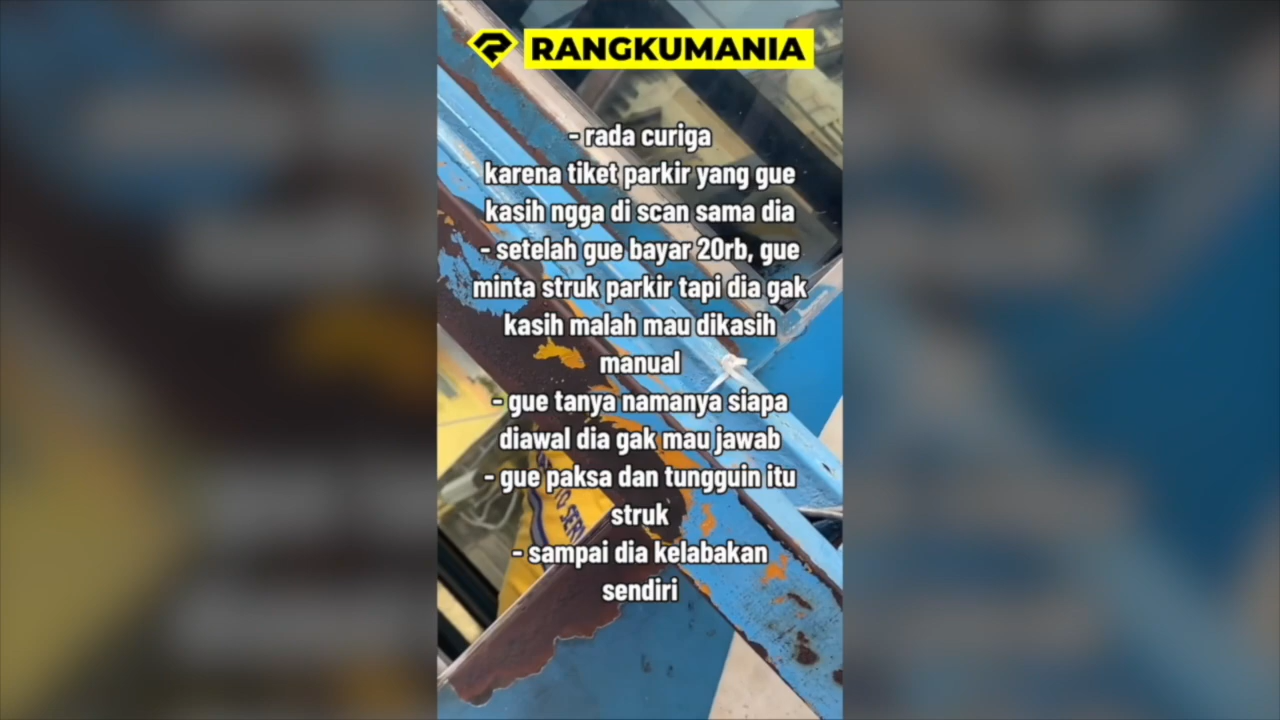 RANGKUMANIA
- rada curiga
karena tiket parkir yang gue
kasih ngga di scan sama dia
- setelah gue bayar 20rb, gue
minta struk parkir tapi dia gak
kasih malah mau dikasih
manual
- gue tanya namanya siapa
diawal dia gak mau jawab
- gue paksa dan tungguin itu
struk
- sampai dia kelabakan
sendiri